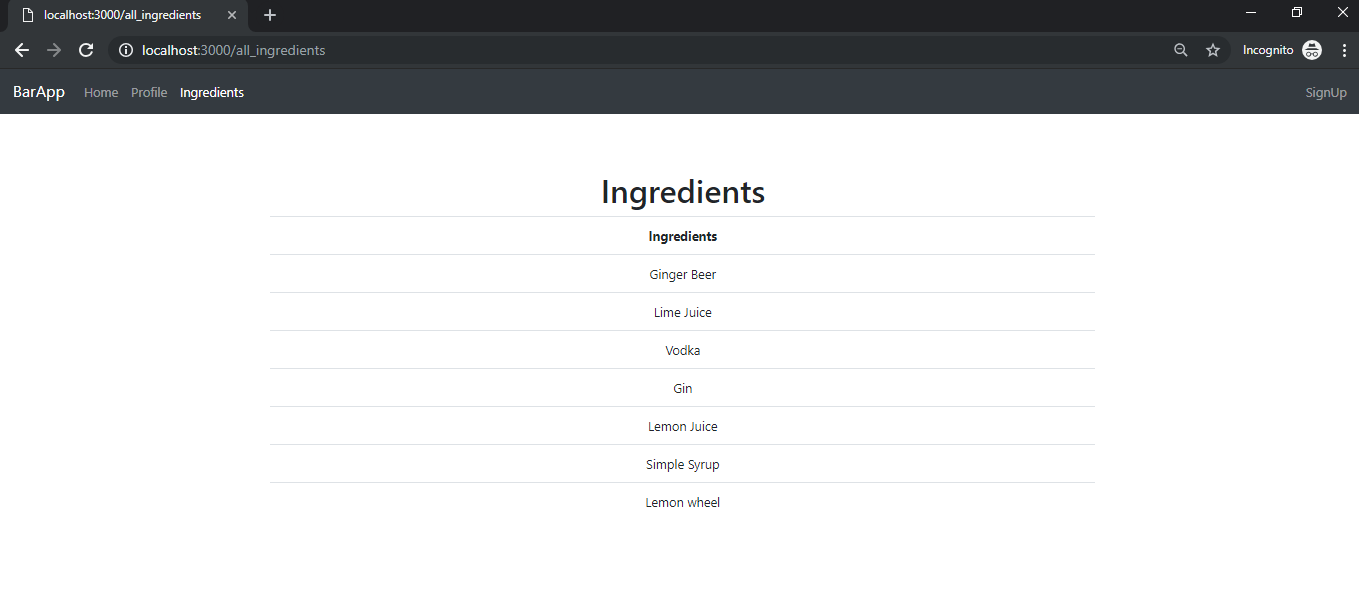 localhost:3000/all_ingredients
localhost:3000/all_ingredients
Incognito
BarApp Home Profile Ingredients SignUp
Ingredients
Ingredients
Ginger Beer
Lime Juice
Vodka
Gin
Lemon Juice
Simple Syrup
Lemon wheel